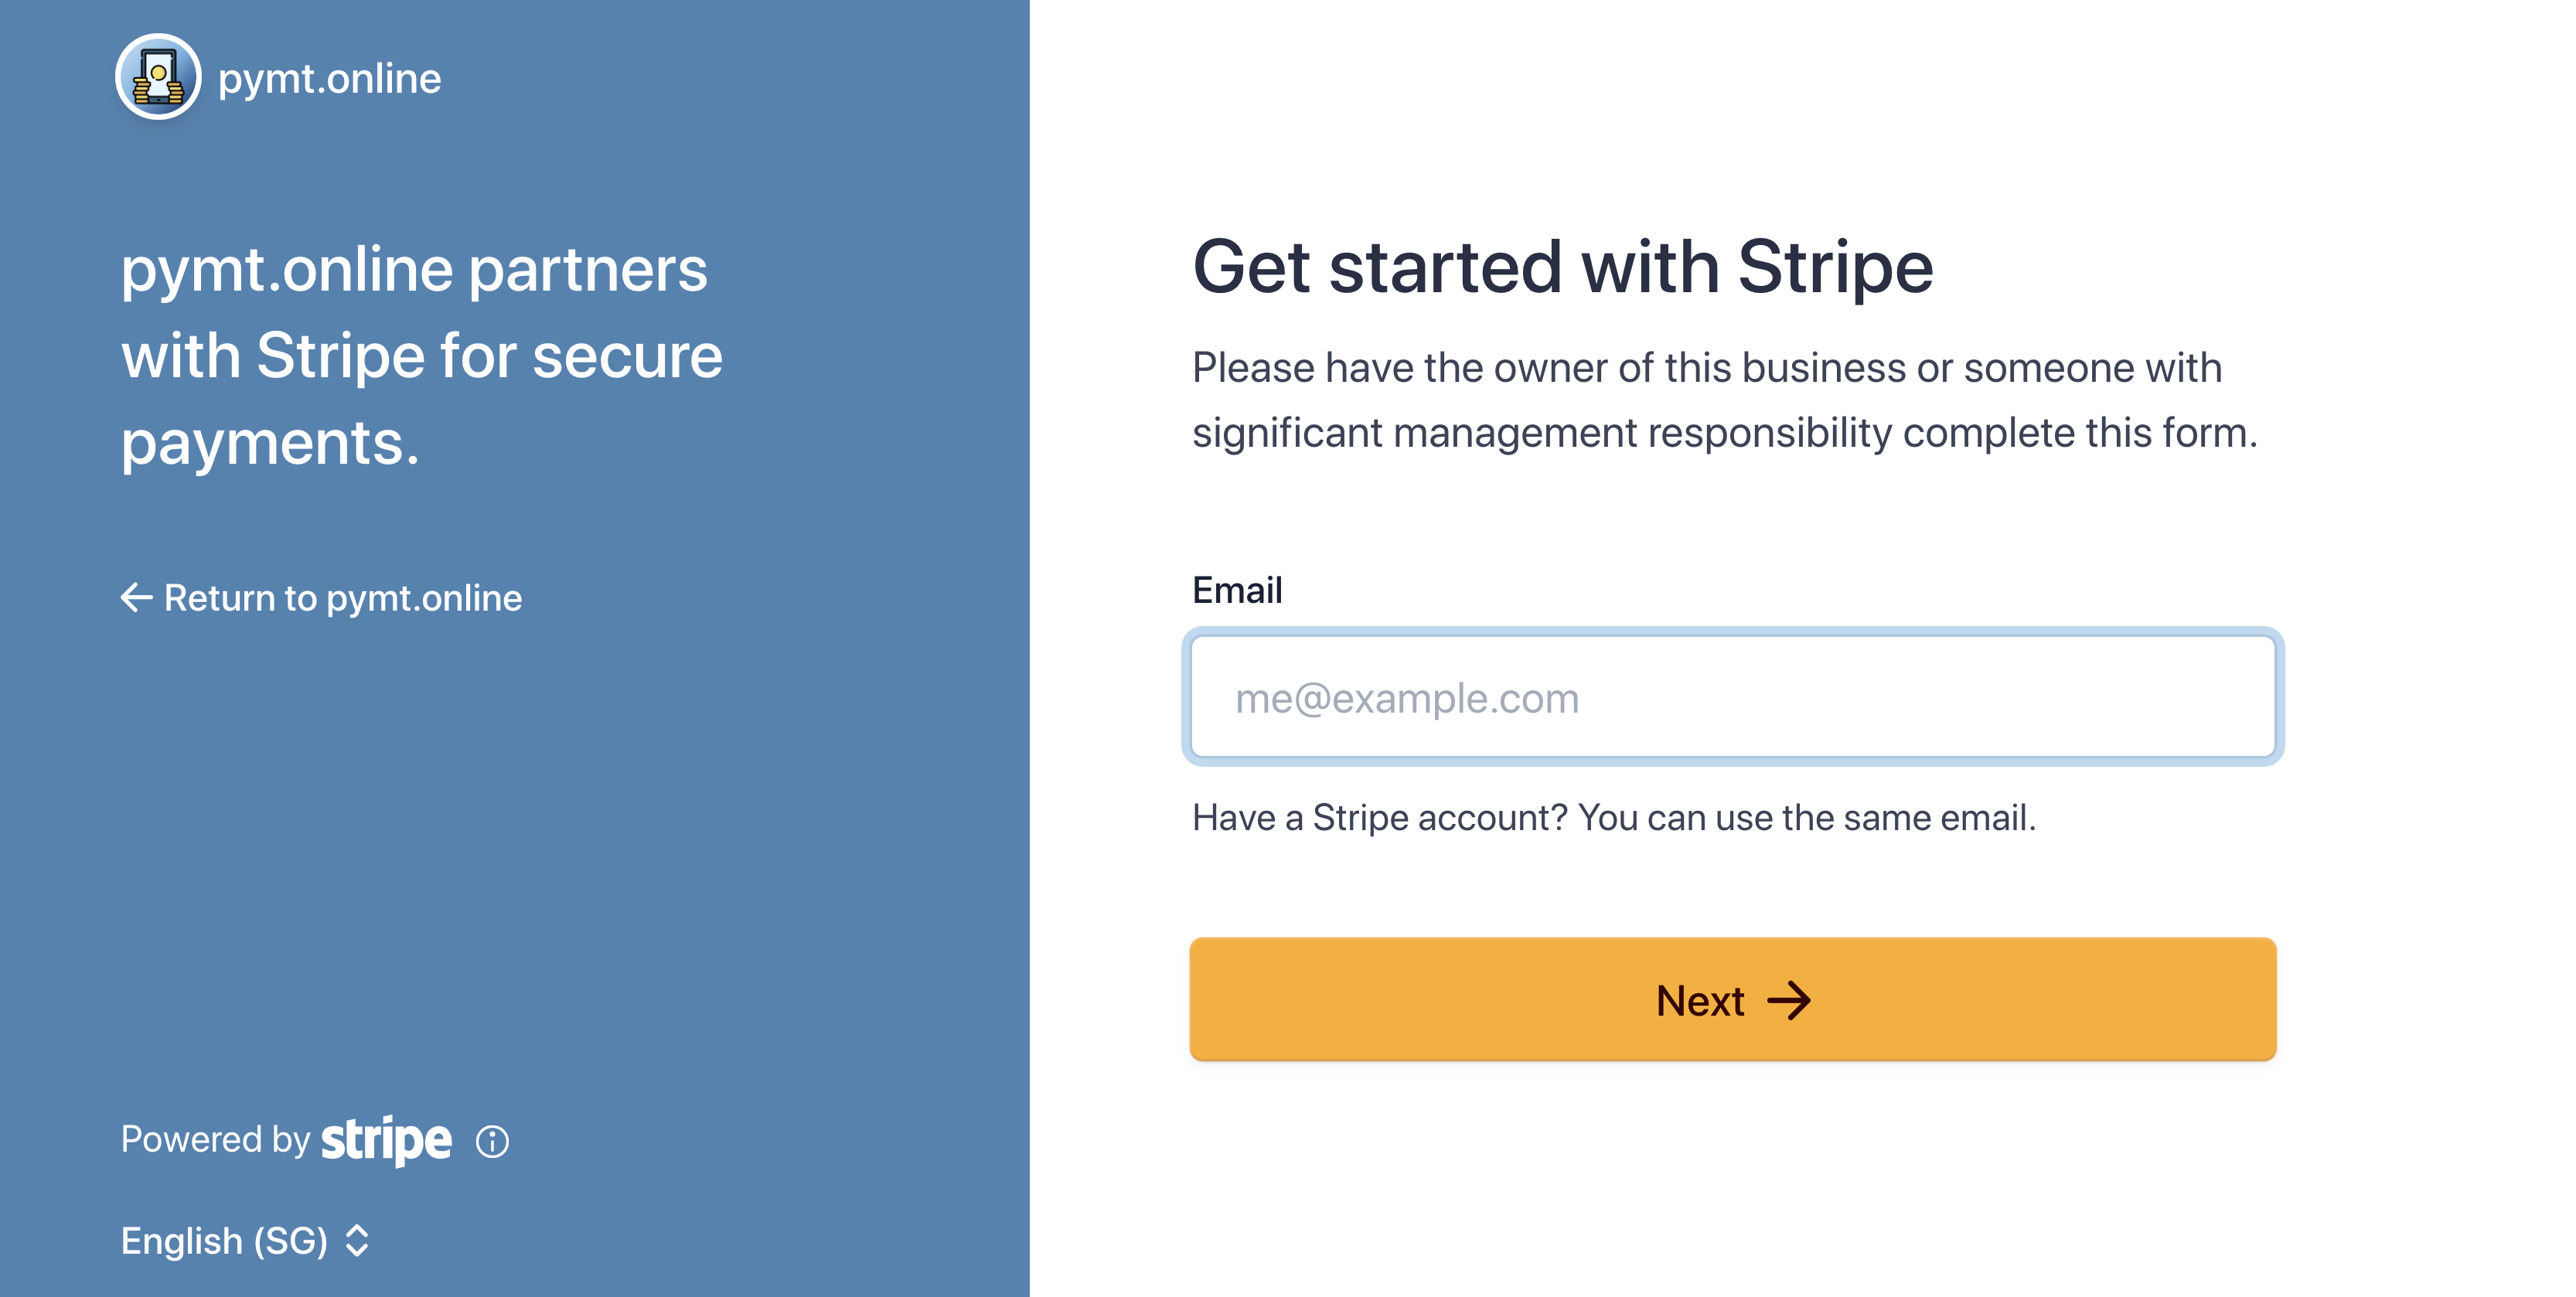 pymt.online
pymt.online partners
with Stripe for secure
payments.
Return to pymt.online
Powered by stripe
English (SG)
Get started with Stripe
Please have the owner of this business or someone with
significant management responsibility complete this form.
Email
me@example.com
Have a Stripe account? You can use the same email.
Next